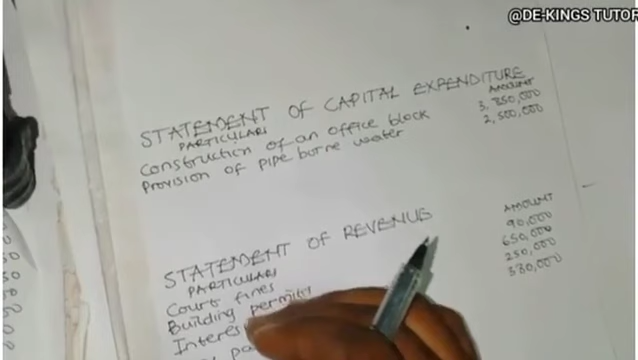 @DE-KINGS TUTOR
STATEMENT OF CAPITAL EXPENDITURE
PARTICULARS AMOUNT
Construction of an office block 3,850,000
Provision of pipe borne water 2,500,000
STATEMENT OF REVENUE
PARTICULARS AMOUNT
Court fines 90,000
Building permits 650,000
250,000
380,000